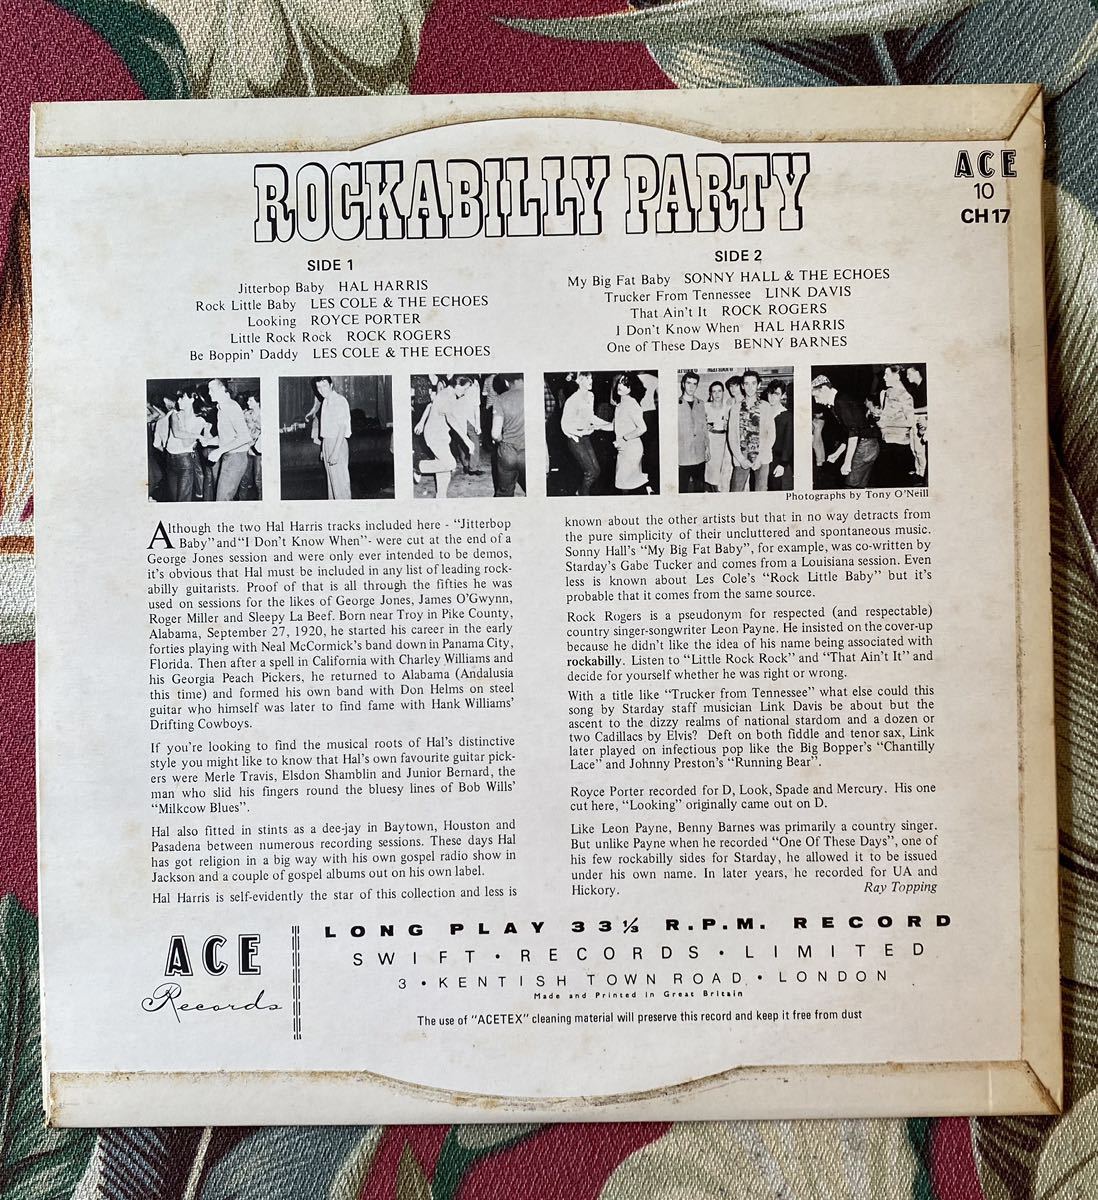 ROCKABILLY PARTY
ACE
10
CH 17
SIDE 1
Jitterbop Baby HAL HARRIS
Rock Little Baby LES COLE & THE ECHOES
Looking ROYCE PORTER
Little Rock Rock ROCK ROGERS
Be Boppin' Daddy LES COLE & THE ECHOES
SIDE 2
My Big Fat Baby SONNY HALL & THE ECHOES
Trucker From Tennessee LINK DAVIS
That Ain't It ROCK ROGERS
I Don't Know When HAL HARRIS
One of These Days BENNY BARNES
Photographs by Tony O'Neill
Although the two Hal Harris tracks included here - "Jitterbop
Baby" and "I Don't Know When" - were cut at the end of a
George Jones session and were only ever intended to be demos,
it's obvious that Hal must be included in any list of leading rock-
abilly guitarists. Proof of that is all through the fifties he was
used on sessions for the likes of George Jones, James O'Gwynn,
Roger Miller and Sleepy La Beef. Born near Troy in Pike County,
Alabama, September 27, 1920, he started his career in the early
forties playing with Neal McCormick's band down in Panama City,
Florida. Then after a spell in California with Charley Williams and
his Georgia Peach Pickers, he returned to Alabama (Andalusia
this time) and formed his own band with Don Helms on steel
guitar who himself was later to find fame with Hank Williams'
Drifting Cowboys.
If you're looking to find the musical roots of Hal's distinctive
style you might like to know that Hal's own favourite guitar pick-
ers were Merle Travis, Elsdon Shamblin and Junior Bernard, the
man who slid his fingers round the bluesy lines of Bob Wills'
"Milkcow Blues".
Hal also fitted in stints as a dee-jay in Baytown, Houston and
Pasadena between numerous recording sessions. These days Hal
has got religion in a big way with his own gospel radio show in
Jackson and a couple of gospel albums out on his own label.
Hal Harris is self-evidently the star of this collection and less is
known about the other artists but that in no way detracts from
the pure simplicity of their uncluttered and spontaneous music.
Sonny Hall's "My Big Fat Baby", for example, was co-written by
Starday's Gabe Tucker and comes from a Louisiana session. Even
less is known about Les Cole's "Rock Little Baby" but it's
probable that it comes from the same source.
Rock Rogers is a pseudonym for respected (and respectable)
country singer-songwriter Leon Payne. He insisted on the cover-up
because he didn't like the idea of his name being associated with
rockabilly. Listen to "Little Rock Rock" and "That Ain't It" and
decide for yourself whether he was right or wrong.
With a title like "Trucker from Tennessee" what else could this
song by Starday staff musician Link Davis be about but the
ascent to the dizzy realms of national stardom and a dozen or
two Cadillacs by Elvis? Deft on both fiddle and tenor sax, Link
later played on infectious pop like the Big Bopper's "Chantilly
Lace" and Johnny Preston's "Running Bear".
Royce Porter recorded for D, Look, Spade and Mercury. His one
cut here, "Looking" originally came out on D.
Like Leon Payne, Benny Barnes was primarily a country singer.
But unlike Payne when he recorded "One Of These Days", one of
his few rockabilly sides for Starday, he allowed it to be issued
under his own name. In later years, he recorded for UA and
Hickory. Ray Topping
ACE
Records
LONG PLAY 33⅓ R.P.M. RECORD
SWIFT • RECORDS • LIMITED
3 • KENTISH TOWN ROAD. • LONDON
Made and Printed in Great Britain
The use of "ACETEX" cleaning material will preserve this record and keep it free from dust